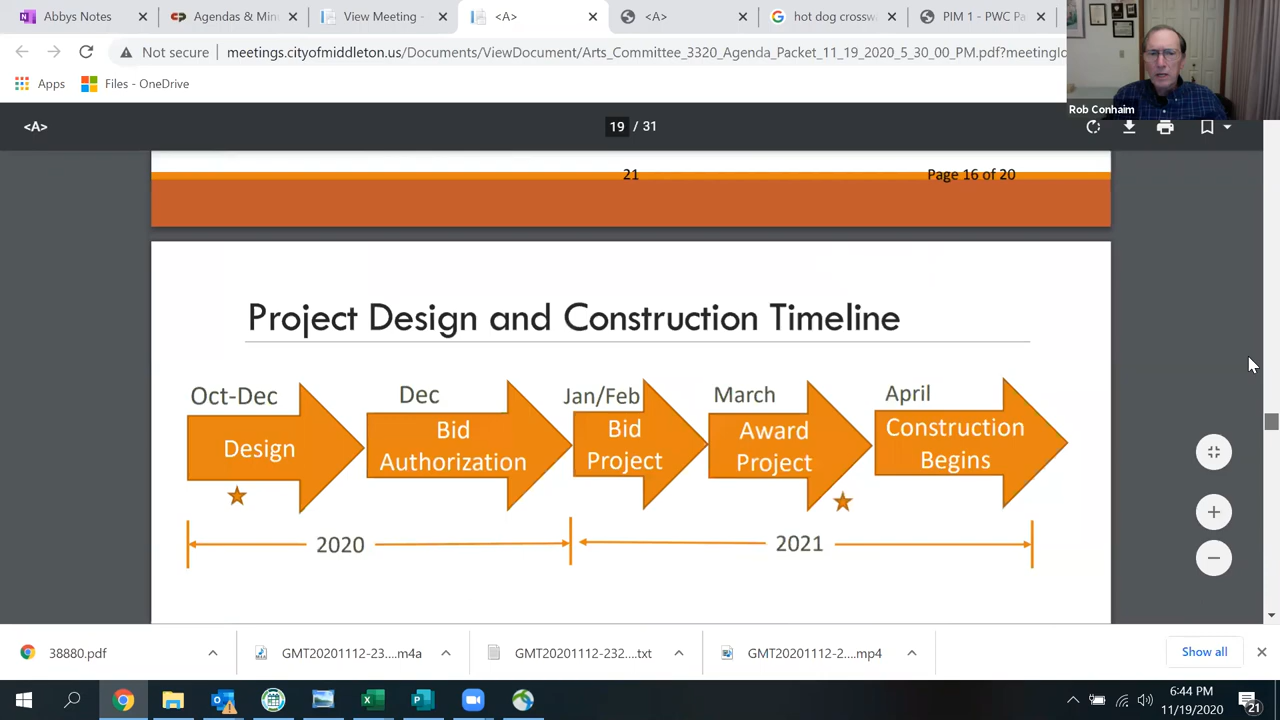 AbbyNotes
Agendas & Min
View Meeting -
<A>
<A>
hot dog crossw
PIM 1 - PWC Pa
Not secure
meetings.cityofmiddleton.us/Documents/ViewDocument/Arts_Committee_3320_Agenda_Packet_11_19_2020_5_30_00_PM.pdf?meetingId
Apps
Files - OneDrive
Rob Conhaim
<A>
19 / 31
21
Page 16 of 20
Project Design and Construction Timeline
Oct-Dec
Dec
Jan/Feb
March
April
Design
Bid
Authorization
Bid
Project
Award
Project
Construction
Begins
2020
2021
38880.pdf
GMT20201112-23....m4a
GMT20201112-232....txt
GMT20201112-2....mp4
Show all
6:44 PM
11/19/2020
21